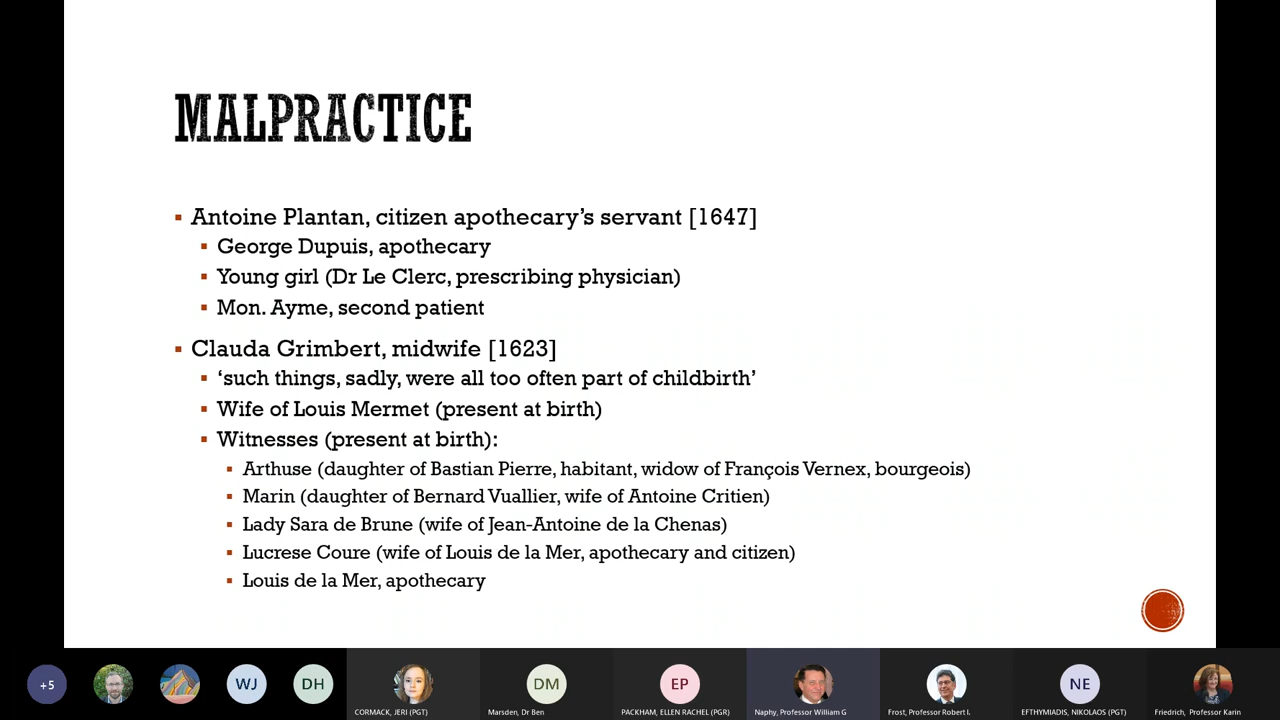 MALPRACTICE
Antoine Plantan, citizen apothecary's servant [1647]
George Dupuis, apothecary
Young girl (Dr Le Clerc, prescribing physician)
Mon. Ayme, second patient
Clauda Grimbert, midwife [1623]
'such things, sadly, were all too often part of childbirth'
Wife of Louis Mermet (present at birth)
Witnesses (present at birth):
Arthuse (daughter of Bastian Pierre, habitant, widow of François Vernex, bourgeois)
Marin (daughter of Bernard Vuallier, wife of Antoine Critien)
Lady Sara de Brune (wife of Jean-Antoine de la Chenas)
Lucrese Coure (wife of Louis de la Mer, apothecary and citizen)
Louis de la Mer, apothecary
+5 WJ DH DM EP NE
CORMACK, JERI (PGT) Marsden, Dr Ben PACKHAM, ELLEN RACHEL (PGR) Naphy, Professor William G Frost, Professor Robert I. EFTHYMIADIS, NIKOLAOS (PGT) Friedrich, Professor Karin